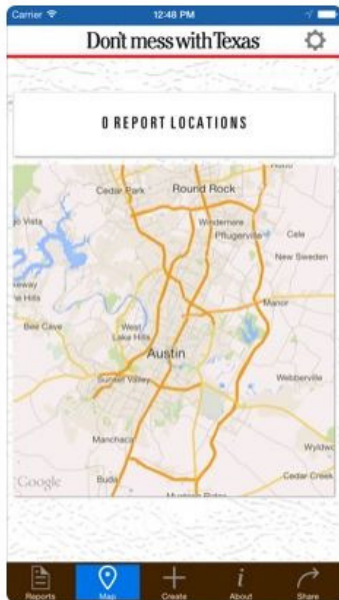 Carrier 12:48 PM
Don't mess with Texas
0 REPORT LOCATIONS
Cedar Park
Round Rock
Windermere
Pflugerville
Cele
New Sweden
Manor
Bee Cave
West
Lake Hills
Austin
Sunset Valley
Webberville
Manchaca
Buda
Cedar Creek
Google
Reports Map Create About Share